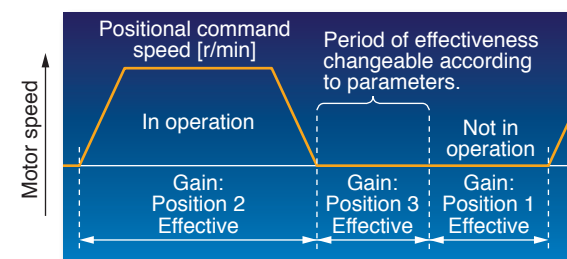 Positional command
speed [r/min]
Period of effectiveness
changeable according
to parameters.
Motor speed
In operation
Not in
operation
Gain:
Position 2
Effective
Gain:
Position 3
Effective
Gain:
Position 1
Effective